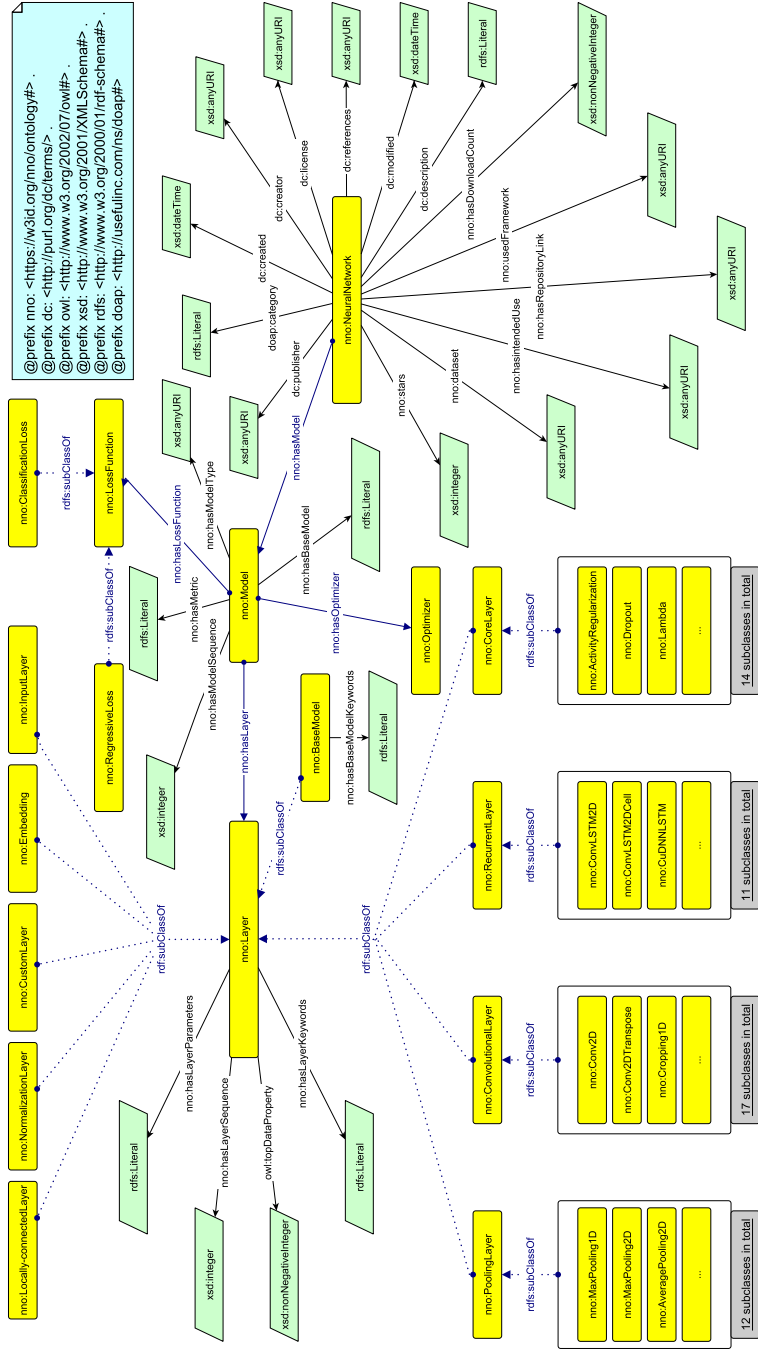 nno:Locally-connectedLayer
nno:NormalizationLayer
nno:CustomLayer
nno:Embedding
nno:InputLayer
nno:ClassificationLoss
rdfs:subClassOf
nno:RegressiveLoss
rdfs:subClassOf
nno:LossFunction
@prefix nno: <https://w3id.org/nno/ontology#> .
@prefix dc: <http://purl.org/dc/terms/> .
@prefix owl: <http://www.w3.org/2002/07/owl#> .
@prefix xsd: <http://www.w3.org/2001/XMLSchema#> .
@prefix rdfs: <http://www.w3.org/2000/01/rdf-schema#> .
@prefix doap: <http://usefulinc.com/ns/doap#>
rdf:subClassOf
rdfs:Literal
nno:hasLayerParameters
xsd:integer
nno:hasLayerSequence
xsd:nonNegativeInteger
owl:topDataProperty
rdfs:Literal
nno:hasLayerKeywords
nno:Layer
nno:hasLayer
xsd:integer
nno:hasModelSequence
rdfs:Literal
nno:hasMetric
nno:hasLossFunction
xsd:anyURI
nno:hasModelType
nno:Model
nno:hasBaseModel
rdfs:Literal
nno:hasOptimizer
nno:Optimizer
rdfs:subClassOf
nno:BaseModel
nno:hasBaseModelKeywords
rdfs:Literal
nno:hasModel
nno:NeuralNetwork
xsd:anyURI
dc:publisher
rdfs:Literal
doap:category
xsd:dateTime
dc:created
xsd:anyURI
dc:creator
xsd:anyURI
dc:license
xsd:anyURI
dc:references
xsd:dateTime
dc:modified
rdfs:Literal
dc:description
xsd:nonNegativeInteger
nno:hasDownloadCount
xsd:anyURI
nno:usedFramework
xsd:anyURI
nno:hasRepositoryLink
xsd:anyURI
nno:hasintendedUse
xsd:anyURI
nno:dataset
xsd:integer
nno:stars
rdf:subClassOf
nno:PoolingLayer
rdfs:subClassOf
nno:MaxPooling1D
nno:MaxPooling2D
nno:AveragePooling2D
...
12 subclasses in total
nno:ConvolutionalLayer
rdfs:subClassOf
nno:Conv2D
nno:Conv2DTranspose
nno:Cropping1D
...
17 subclasses in total
nno:RecurrentLayer
rdfs:subClassOf
nno:ConvLSTM2D
nno:ConvLSTM2DCell
nno:CuDNNLSTM
...
11 subclasses in total
nno:CoreLayer
rdfs:subClassOf
nno:ActivityRegularization
nno:Dropout
nno:Lambda
...
14 subclasses in total